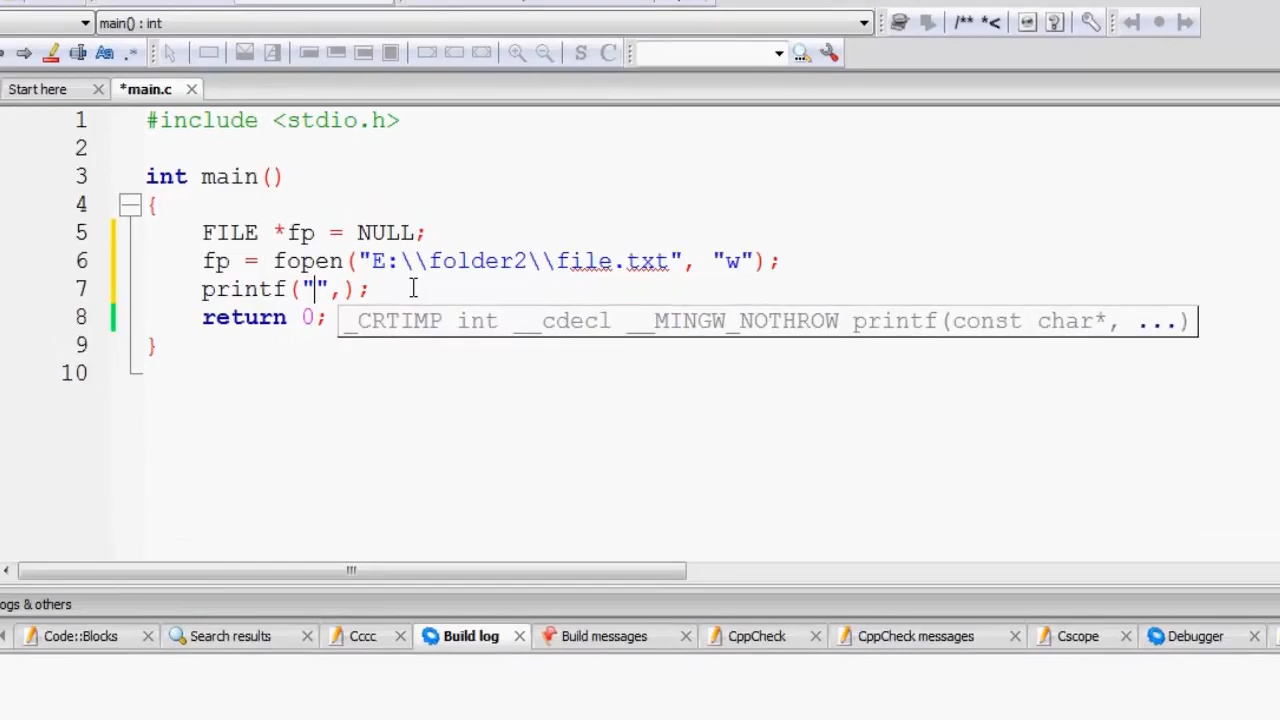 main() : int
/** *<
S C
Start here *main.c
1 #include <stdio.h>
2
3 int main()
4 {
5 FILE *fp = NULL;
6 fp = fopen("E:\\folder2\\file.txt", "w");
7 printf("",);
8 return 0;
_CRTIMP int __cdecl __MINGW_NOTHROW printf(const char*, ...)
9 }
10
ogs & others
Code::Blocks Search results Cccc Build log Build messages CppCheck CppCheck messages Cscope Debugger